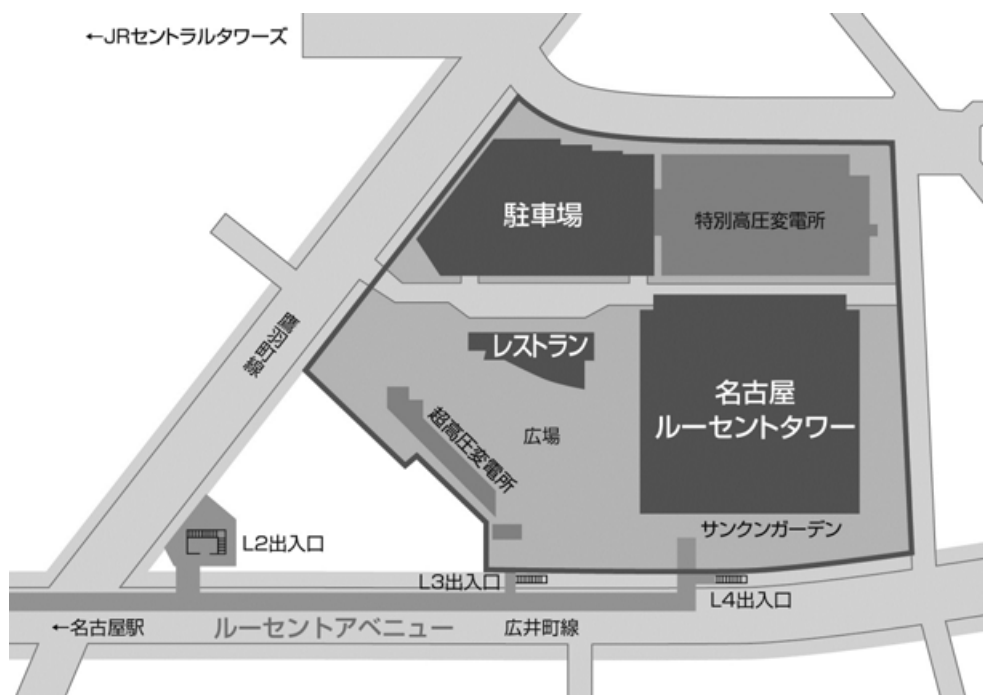 ←JRセントラルタワーズ
駐車場
特別高圧変電所
鷹羽町線
レストラン
名古屋
ルーセントタワー
超高圧変電所
広場
サンクンガーデン
L2出入口
L3出入口
L4出入口
←名古屋駅
ルーセントアベニュー
広井町線